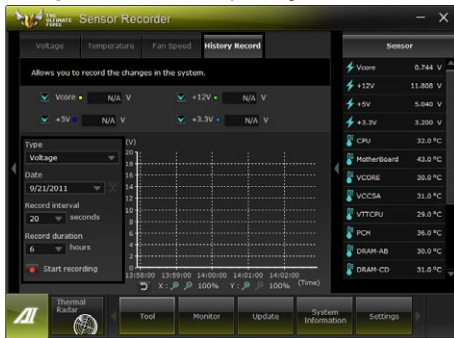 THE ULTIMATE FORCE Sensor Recorder
Voltage Temperature Fan Speed History Record
Allows you to record the changes in the system.
Vcore N/A V +12V N/A V
+5V N/A V +3.3V N/A V
Type
Voltage
Date
9/21/2011
Record interval
20 seconds
Record duration
6 hours
Start recording
(V)
20
18
16
14
12
10
8
6
4
2
0
13:58:00 13:59:00 14:00:00 14:01:00 14:02:00 (Time)
X : 100% Y : 100%
Sensor
Vcore 0.744 V
+12V 11.808 V
+5V 5.040 V
+3.3V 3.200 V
CPU 32.0 °C
MotherBoard 43.0 °C
VCORE 30.0 °C
VCCSA 31.0 °C
VTTCPU 29.0 °C
PCH 36.0 °C
DRAM-AB 30.0 °C
DRAM-CD 31.0 °C
Thermal
Radar
Tool Monitor Update System Information Settings